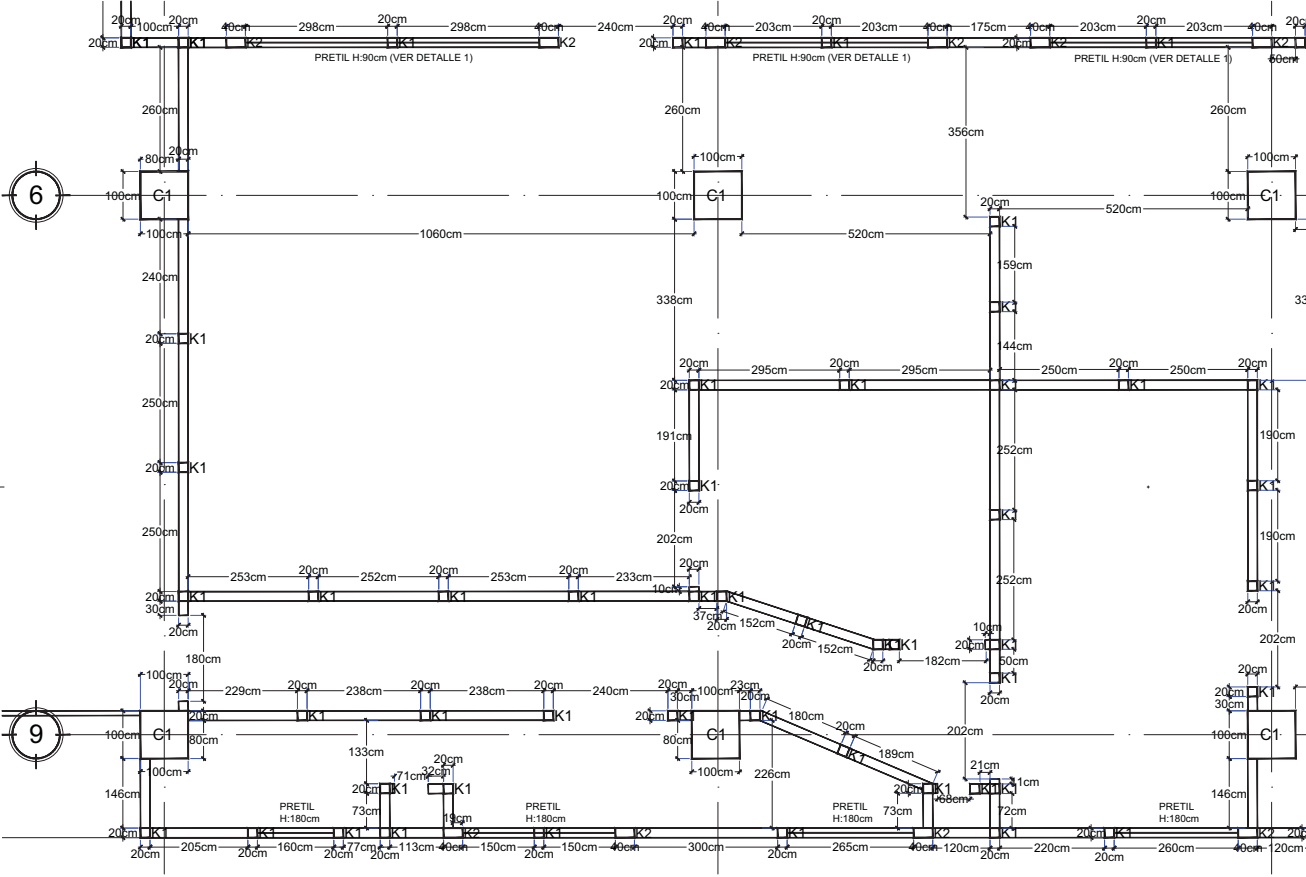 20cm 100cm 20cm 40cm 298cm 20cm 298cm 40cm 240cm 20cm 40cm 203cm 20cm 203cm 40cm 175cm 40cm 203cm 20cm 203cm 40cm
20cm K1 K1 K2 K1 K2 20cm K1 K2 K1 K2 20cm K2 K1 K2
PRETIL H:90cm (VER DETALLE 1) PRETIL H:90cm (VER DETALLE 1) PRETIL H:90cm (VER DETALLE 1) 60cm
260cm 260cm 260cm
356cm
20cm
80cm 100cm 100cm
6 100cm C1 100cm C1 100cm C1
20cm 520cm
K1
100cm 1060cm 520cm
159cm
240cm
338cm
K1
20cm K1 144cm
20cm 295cm 20cm 295cm 250cm 20cm 250cm 20cm
20cm K1 K1 K1 K1 K1
250cm 191cm 190cm
252cm
20cm K1
20cm K1 K1
20cm
K1
250cm 202cm 190cm
253cm 20cm 252cm 20cm 253cm 20cm 233cm 20cm
252cm
10cm K1
20cm K1 K1 K1 K1 K1 K1
30cm 37cm 20cm
20cm 20cm 152cm K1
10cm
20cm 152cm K1 K1 20cm K1 202cm
180cm 20cm 182cm 50cm
100cm K1 20cm
20cm 229cm 20cm 238cm 20cm 238cm 20cm 240cm 20cm 100cm 23cm 20cm
30cm 20cm 20cm K1
30cm
20cm K1 K1 K1 20cm K1 K1 180cm
9 100cm C1 80cm 80cm C1 20cm 202cm 100cm C1
133cm K1 189cm
100cm 100cm
20cm 226cm
71cm 32cm 21cm 1cm
146cm 20cm K1 K1 20cm K1 K1 K1 146cm
68cm
PRETIL PRETIL PRETIL PRETIL
73cm H:180cm H:180cm H:180cm 73cm 72cm H:180cm
19cm
20cm K1 K1 K1 K2 K1 K2 K1 K2 K1 K1 K2
20cm 205cm 20cm 160cm 77cm 20cm 113cm 40cm 150cm 20cm 150cm 40cm 300cm 20cm 265cm 40cm 120cm 20cm 220cm 20cm 260cm 40cm 120cm